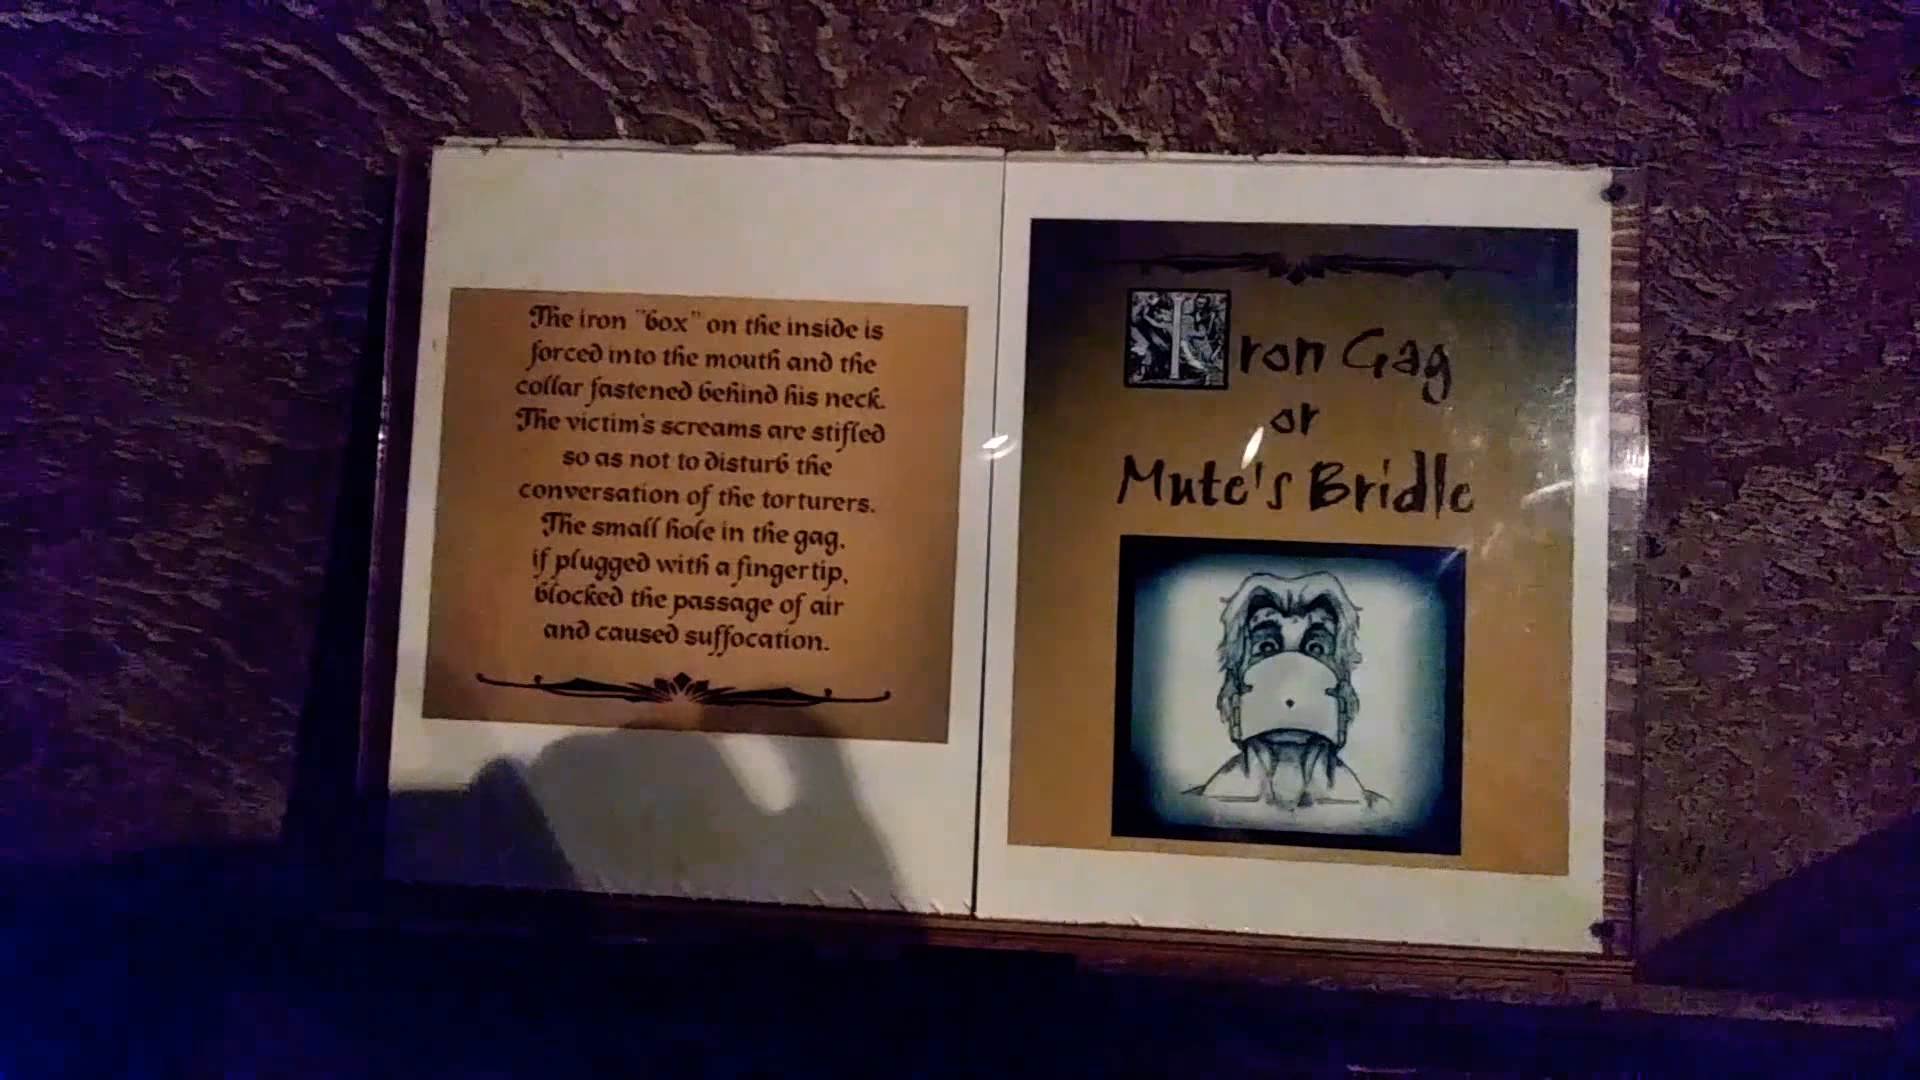 The iron "box" on the inside is
forced into the mouth and the
collar fastened behind his neck.
The victim's screams are stifled
so as not to disturb the
conversation of the torturers.
The small hole in the gag,
if plugged with a fingertip,
blocked the passage of air
and caused suffocation.
Iron Gag
or
Mute's Bridle